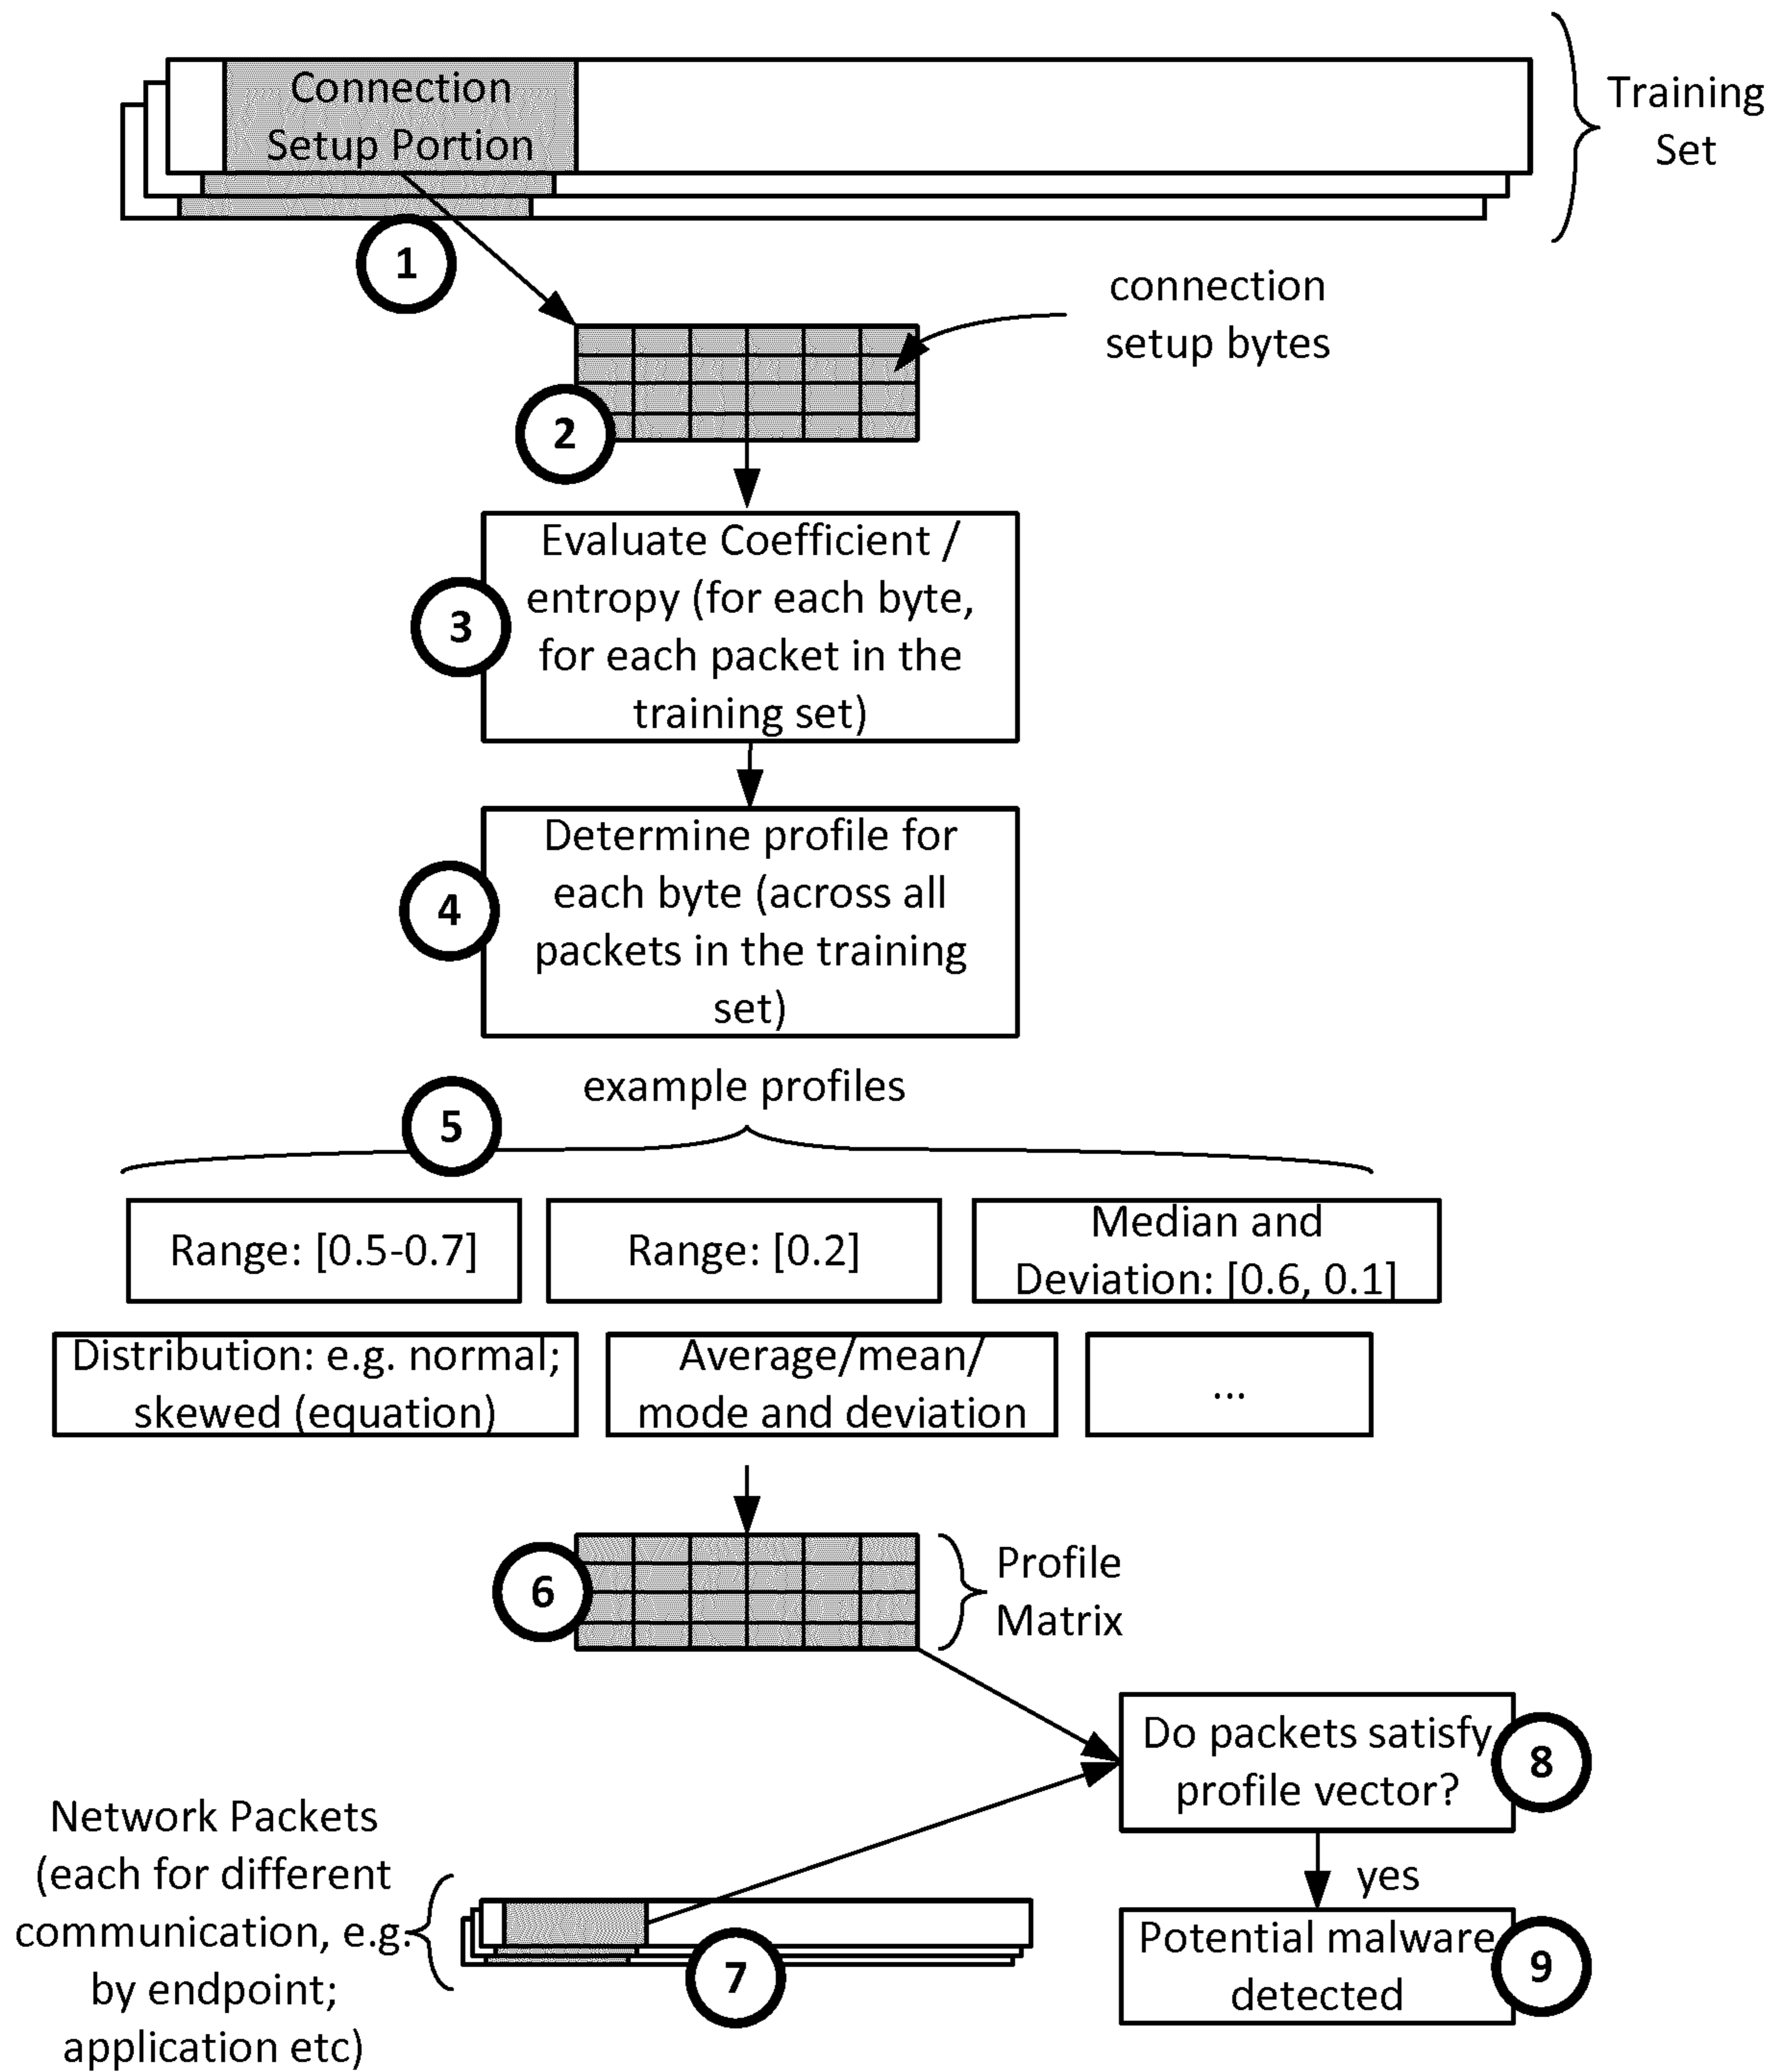 Connection
Setup Portion
Training
Set
1
connection
setup bytes
2
Evaluate Coefficient /
entropy (for each byte,
for each packet in the
training set)
3
Determine profile for
each byte (across all
packets in the training
set)
4
example profiles
5
Range: [0.5-0.7]
Range: [0.2]
Median and
Deviation: [0.6, 0.1]
Distribution: e.g. normal;
skewed (equation)
Average/mean/
mode and deviation
...
6
Profile
Matrix
Do packets satisfy
profile vector?
8
Network Packets
(each for different
communication, e.g.
by endpoint;
application etc)
7
yes
Potential malware
detected
9